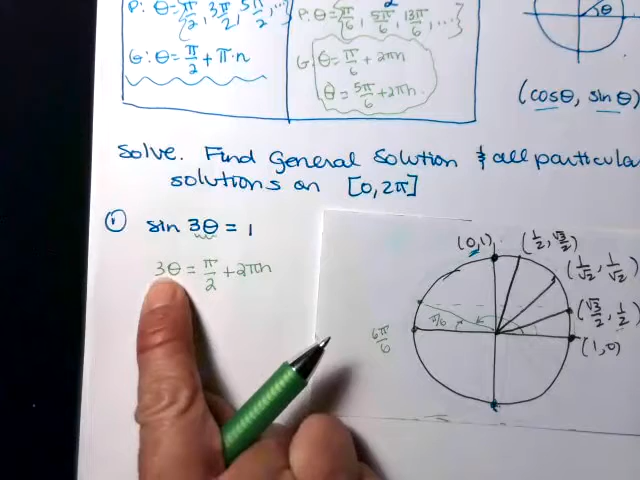 P: θ = {π/2, 3π/2, 5π/2, ...}
G: θ = π/2 + π·n
2
P: θ = {π/6, 5π/6, 13π/6, ...}
G: θ = π/6 + 2πn
θ = 5π/6 + 2πn.
θ
(cosθ, sinθ)
Solve. Find General Solution & all particula
solutions on [0, 2π]
① sin 3θ = 1
3θ = π/2 + 2πn
(0,1)
(1/2, √3/2)
(1/√2, 1/√2)
(√3/2, 1/2)
(1,0)
π/6
6π/6